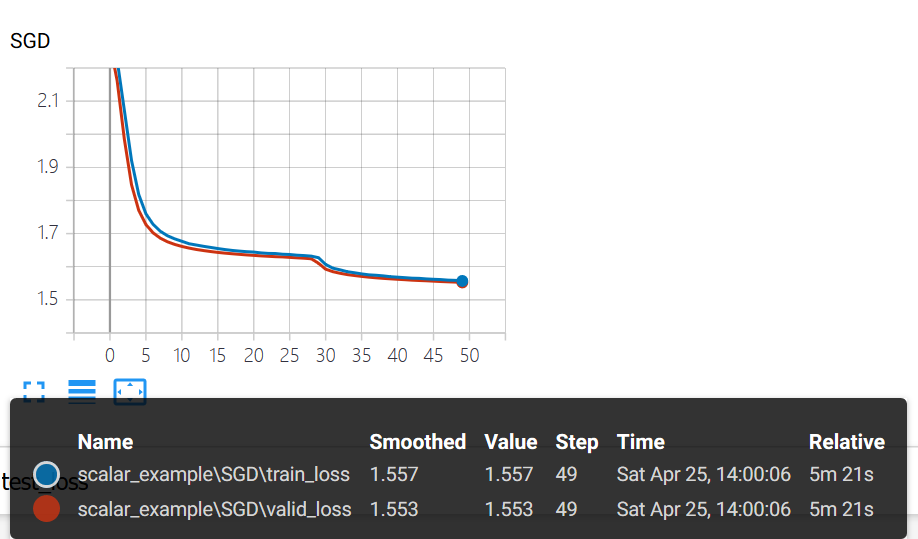 SGD
2.1
1.9
1.7
1.5
0 5 10 15 20 25 30 35 40 45 50
Name Smoothed Value Step Time Relative
scalar_example\SGD\train_loss 1.557 1.557 49 Sat Apr 25, 14:00:06 5m 21s
test_loss
scalar_example\SGD\valid_loss 1.553 1.553 49 Sat Apr 25, 14:00:06 5m 21s